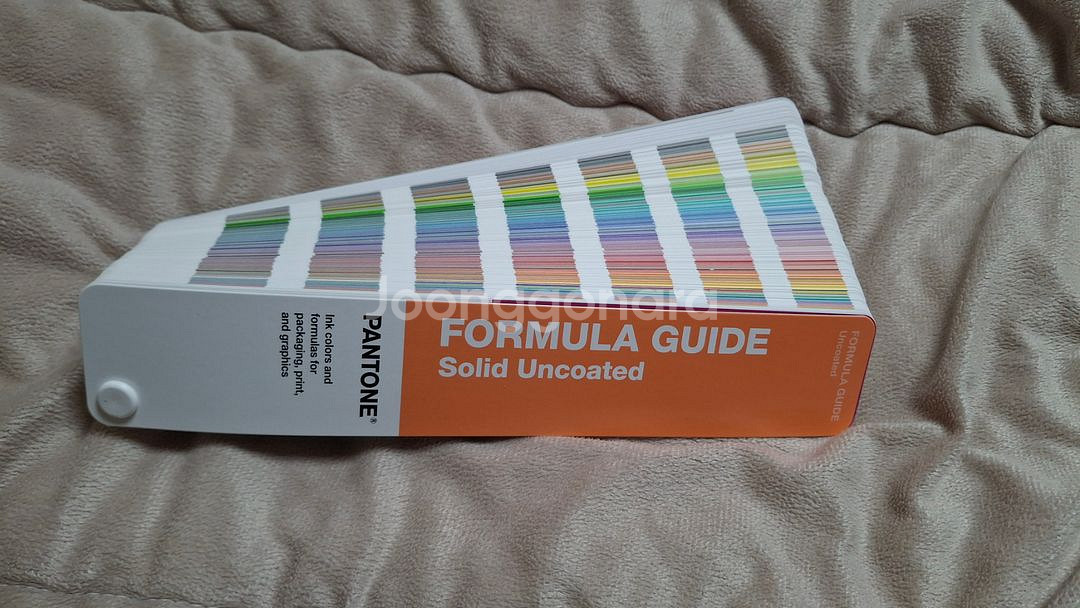 FORMULA GUIDE
Solid Uncoated
PANTONE®
Ink colors and
formulas for
packaging, print,
and graphics
FORMULA GUIDE
Uncoated
Joonggonara